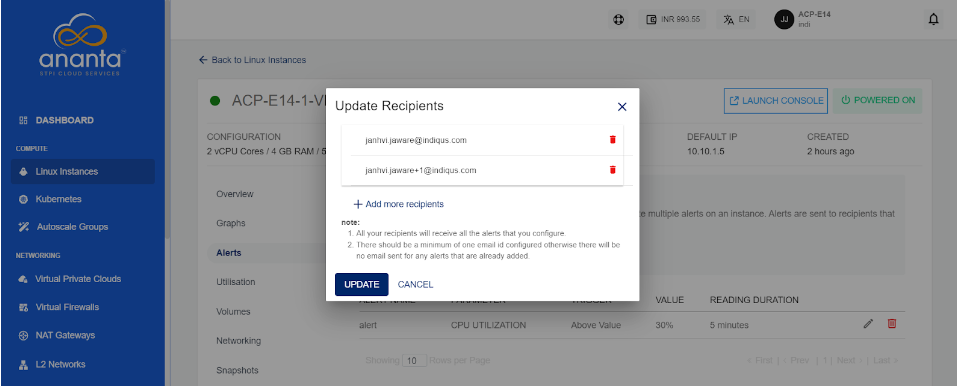 ananta™
STPI CLOUD SERVICES
DASHBOARD
COMPUTE
Linux Instances
Kubernetes
Autoscale Groups
NETWORKING
Virtual Private Clouds
Virtual Firewalls
NAT Gateways
L2 Networks
INR 993.55
EN
JJ
ACP-E14
indi
Back to Linux Instances
ACP-E14-1-V
LAUNCH CONSOLE
POWERED ON
CONFIGURATION
2 vCPU Cores / 4 GB RAM / 5
DEFAULT IP
10.10.1.5
CREATED
2 hours ago
Overview
Graphs
Alerts
Utilisation
Volumes
Networking
Snapshots
Update Recipients
janhvi.jaware@indiqus.com
janhvi.jaware+1@indiqus.com
Add more recipients
note:
1. All your recipients will receive all the alerts that you configure.
2. There should be a minimum of one email id configured otherwise there will be
no email sent for any alerts that are already added.
UPDATE
CANCEL
multiple alerts on an instance. Alerts are sent to recipients that
ALERT NAME PARAMETER TRIGGER VALUE READING DURATION
alert CPU UTILIZATION Above Value 30% 5 minutes
Showing 10 Rows per Page
< First | < Prev | 1 | Next > | Last >